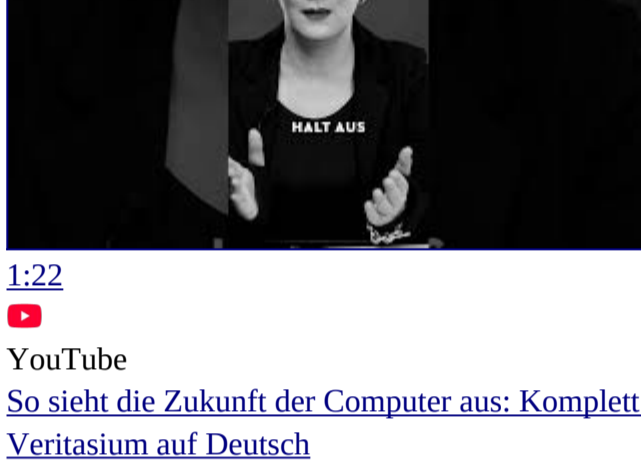 HALT AUS
1:22
YouTube
So sieht die Zukunft der Computer aus: Komplett
Veritasium auf Deutsch